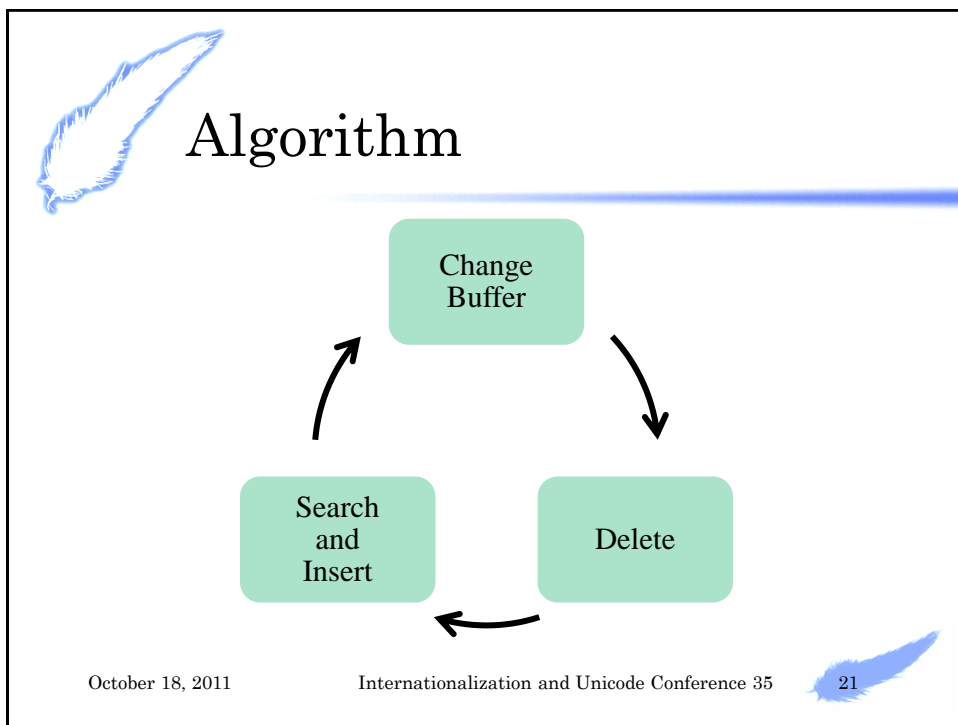 Algorithm
Change
Buffer
Search
and
Insert
Delete
October 18, 2011
Internationalization and Unicode Conference 35
21